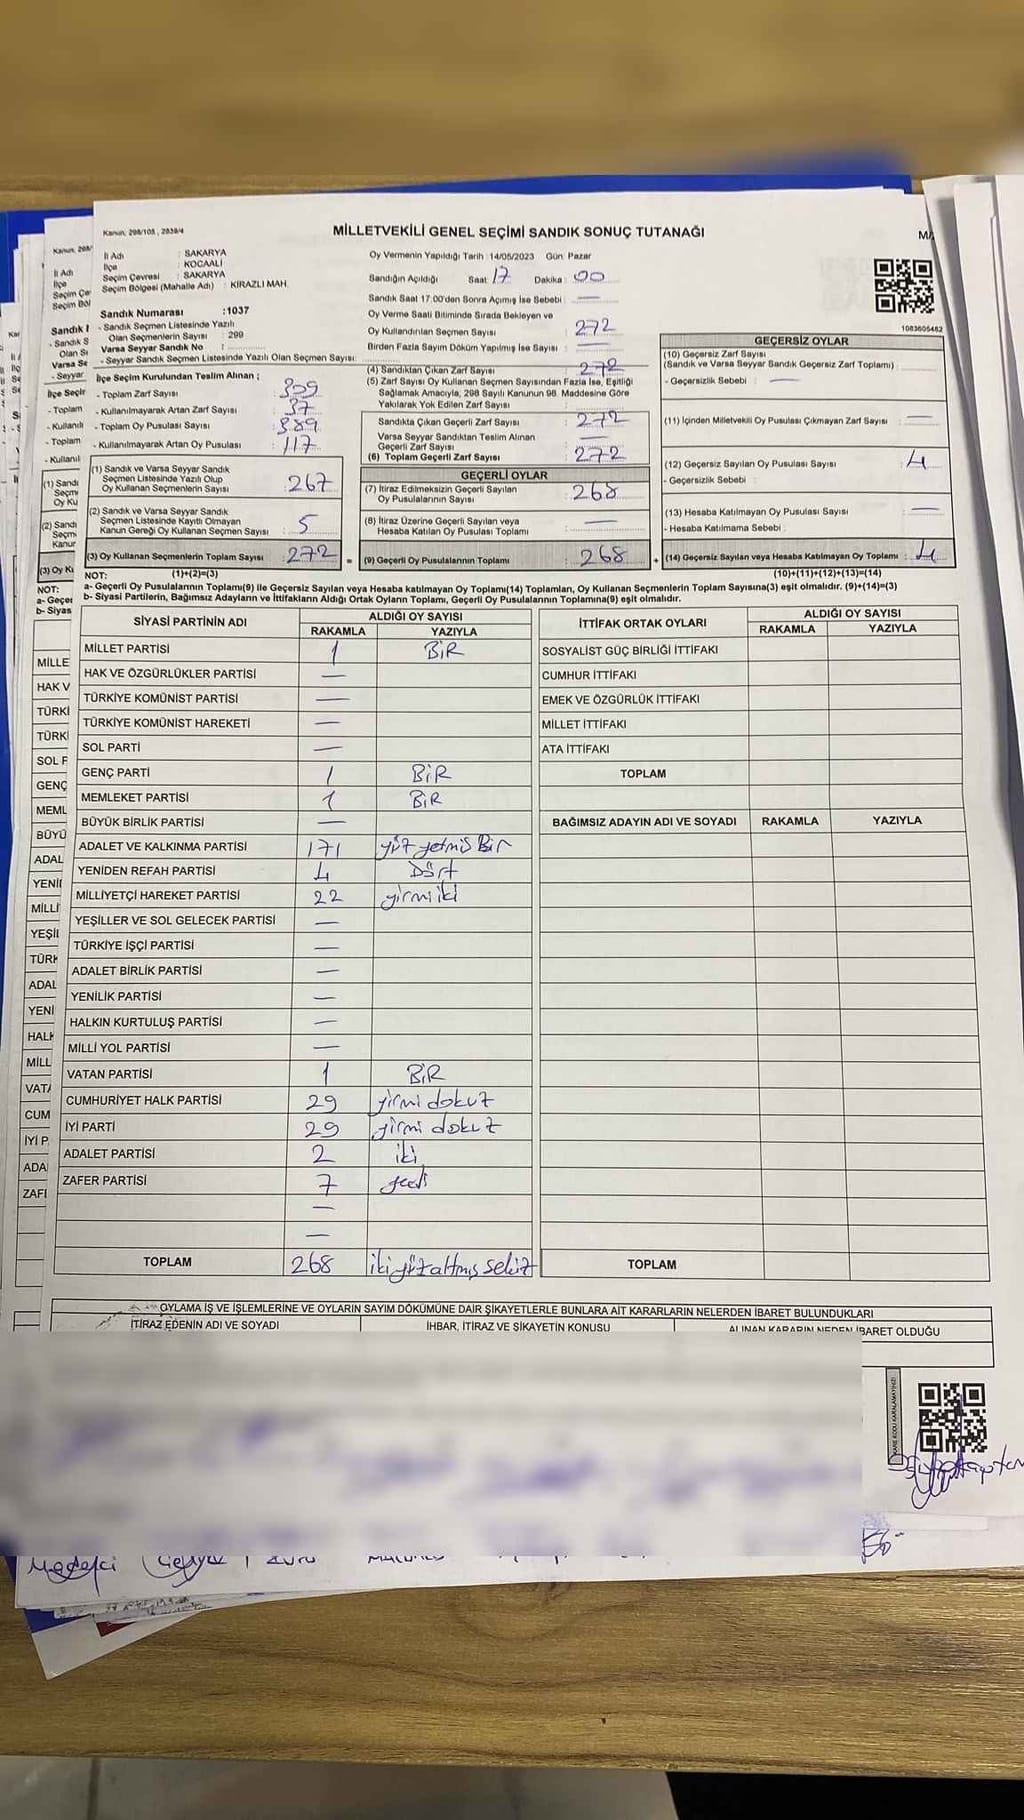 Kanun, 298/105 , 2839/4
MİLLETVEKİLİ GENEL SEÇİMİ SANDIK SONUÇ TUTANAĞI
İl Adı : SAKARYA
İlçe : KOCAALİ
Seçim Çevresi : SAKARYA
Seçim Bölgesi (Mahalle Adı) : KİRAZLI MAH.
Sandık Numarası :1037
- Sandık Seçmen Listesinde Yazılı
Olan Seçmenlerin Sayısı : 299
Varsa Seyyar Sandık No :
- Seyyar Sandık Seçmen Listesinde Yazılı Olan Seçmen Sayısı:
İlçe Seçim Kurulundan Teslim Alınan ;
- Toplam Zarf Sayısı : 309
- Kullanılmayarak Artan Zarf Sayısı : 37
- Toplam Oy Pusulası Sayısı : 389
- Kullanılmayarak Artan Oy Pusulası : 117
(1) Sandık ve Varsa Seyyar Sandık
Seçmen Listesinde Yazılı Olup
Oy Kullanan Seçmenlerin Sayısı : 267
(2) Sandık ve Varsa Seyyar Sandık
Seçmen Listesinde Kayıtlı Olmayan
Kanun Gereği Oy Kullanan Seçmen Sayısı : 5
(3) Oy Kullanan Seçmenlerin Toplam Sayısı : 272
(1)+(2)=(3)
Oy Vermenin Yapıldığı Tarih : 14/05/2023 Gün Pazar
Sandığın Açıldığı Saat : 17 Dakika : 00
Sandık Saat 17:00'den Sonra Açımış İse Sebebi : —
Oy Verme Saati Bitiminde Sırada Bekleyen ve
Oy Kullandırılan Seçmen Sayısı : 272
Birden Fazla Sayım Döküm Yapılmış İse Sayısı : —
(4) Sandıktan Çıkan Zarf Sayısı : 272
(5) Zarf Sayısı Oy Kullanan Seçmen Sayısından Fazla İse, Eşitliği
Sağlamak Amacıyla, 298 Sayılı Kanunun 98. Maddesine Göre
Yakılarak Yok Edilen Zarf Sayısı :
Sandıkta Çıkan Geçerli Zarf Sayısı : 272
Varsa Seyyar Sandıktan Teslim Alınan
Geçerli Zarf Sayısı : —
(6) Toplam Geçerli Zarf Sayısı : 272
GEÇERLİ OYLAR
(7) İtiraz Edilmeksizin Geçerli Sayılan
Oy Pusulalarının Sayısı : 268
(8) İtiraz Üzerine Geçerli Sayılan veya
Hesaba Katılan Oy Pusulası Toplamı : —
(9) Geçerli Oy Pusulalarının Toplamı : 268
1083605482
GEÇERSİZ OYLAR
(10) Geçersiz Zarf Sayısı
(Sandık ve Varsa Seyyar Sandık Geçersiz Zarf Toplamı) : —
- Geçersizlik Sebebi : —
(11) İçinden Milletvekili Oy Pusulası Çıkmayan Zarf Sayısı : —
(12) Geçersiz Sayılan Oy Pusulası Sayısı : 4
- Geçersizlik Sebebi :
(13) Hesaba Katılmayan Oy Pusulası Sayısı : —
- Hesaba Katılmama Sebebi :
(14) Geçersiz Sayılan veya Hesaba Katılmayan Oy Toplamı : 4
(10)+(11)+(12)+(13)=(14)
NOT:
a- Geçerli Oy Pusulalarının Toplamı(9) ile Geçersiz Sayılan veya Hesaba katılmayan Oy Toplamı(14) Toplamları, Oy Kullanan Seçmenlerin Toplam Sayısına(3) eşit olmalıdır. (9)+(14)=(3)
b- Siyasi Partilerin, Bağımsız Adayların ve İttifakların Aldığı Ortak Oyların Toplamı, Geçerli Oy Pusulalarının Toplamına(9) eşit olmalıdır.
SİYASİ PARTİNİN ADI ALDIĞI OY SAYISI
RAKAMLA YAZIYLA
MİLLET PARTİSİ 1 BİR
HAK VE ÖZGÜRLÜKLER PARTİSİ —
TÜRKİYE KOMÜNİST PARTİSİ —
TÜRKİYE KOMÜNİST HAREKETİ —
SOL PARTİ —
GENÇ PARTİ 1 BİR
MEMLEKET PARTİSİ 1 BİR
BÜYÜK BİRLİK PARTİSİ —
ADALET VE KALKINMA PARTİSİ 171 yüz yetmiş Bir
YENİDEN REFAH PARTİSİ 4 Dört
MİLLİYETÇİ HAREKET PARTİSİ 22 yirmi iki
YEŞİLLER VE SOL GELECEK PARTİSİ —
TÜRKİYE İŞÇİ PARTİSİ —
ADALET BİRLİK PARTİSİ —
YENİLİK PARTİSİ —
HALKIN KURTULUŞ PARTİSİ —
MİLLİ YOL PARTİSİ —
VATAN PARTİSİ 1 BİR
CUMHURİYET HALK PARTİSİ 29 yirmi dokuz
İYİ PARTİ 29 yirmi dokuz
ADALET PARTİSİ 2 iki
ZAFER PARTİSİ 7 yedi
—
—
TOPLAM 268 iki yüz altmış sekiz
İTTİFAK ORTAK OYLARI ALDIĞI OY SAYISI
RAKAMLA YAZIYLA
SOSYALİST GÜÇ BİRLİĞİ İTTİFAKI
CUMHUR İTTİFAKI
EMEK VE ÖZGÜRLÜK İTTİFAKI
MİLLET İTTİFAKI
ATA İTTİFAKI
TOPLAM
BAĞIMSIZ ADAYIN ADI VE SOYADI RAKAMLA YAZIYLA
TOPLAM
OYLAMA İŞ VE İŞLEMLERİNE VE OYLARIN SAYIM DÖKÜMÜNE DAİR ŞİKAYETLERLE BUNLARA AİT KARARLARIN NELERDEN İBARET BULUNDUKLARI
İTİRAZ EDENİN ADI VE SOYADI İHBAR, İTİRAZ VE ŞİKAYETİN KONUSU ALINAN KARARIN NEDEN İBARET OLDUĞU